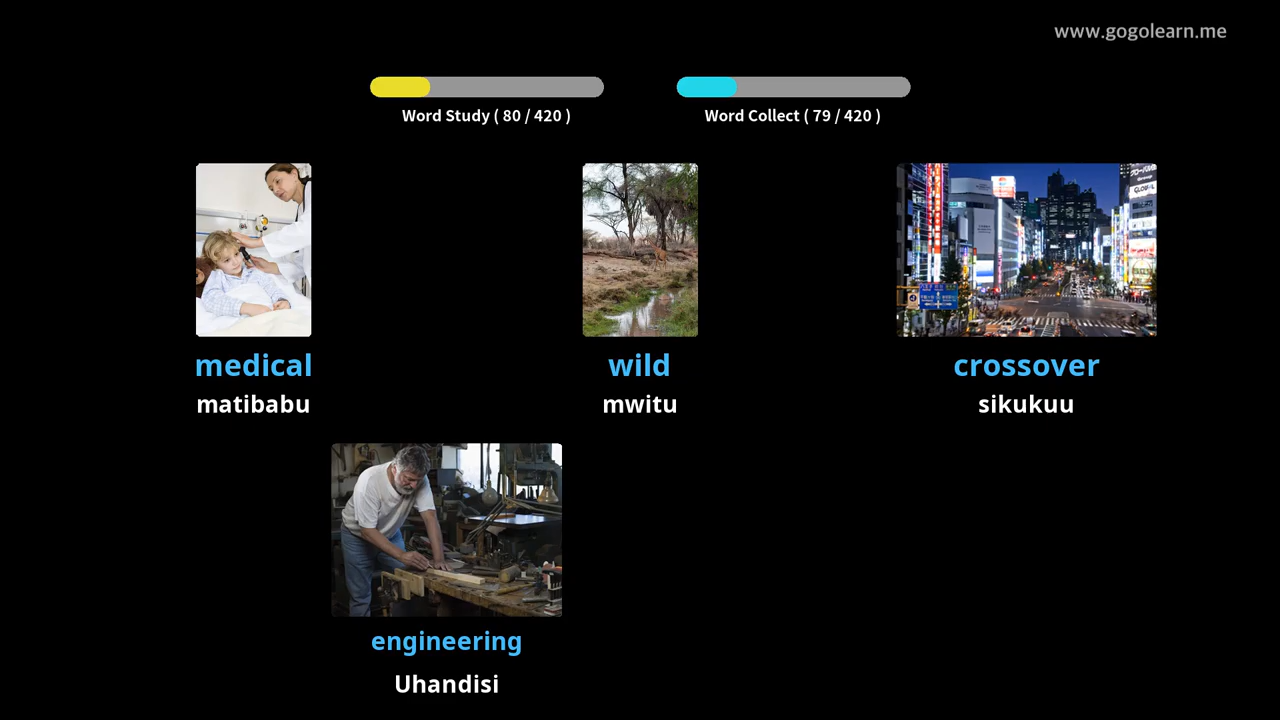 www.gogolearn.me
Word Study ( 80 / 420 )
Word Collect ( 79 / 420 )
medical
wild
crossover
matibabu
mwitu
sikukuu
engineering
Uhandisi